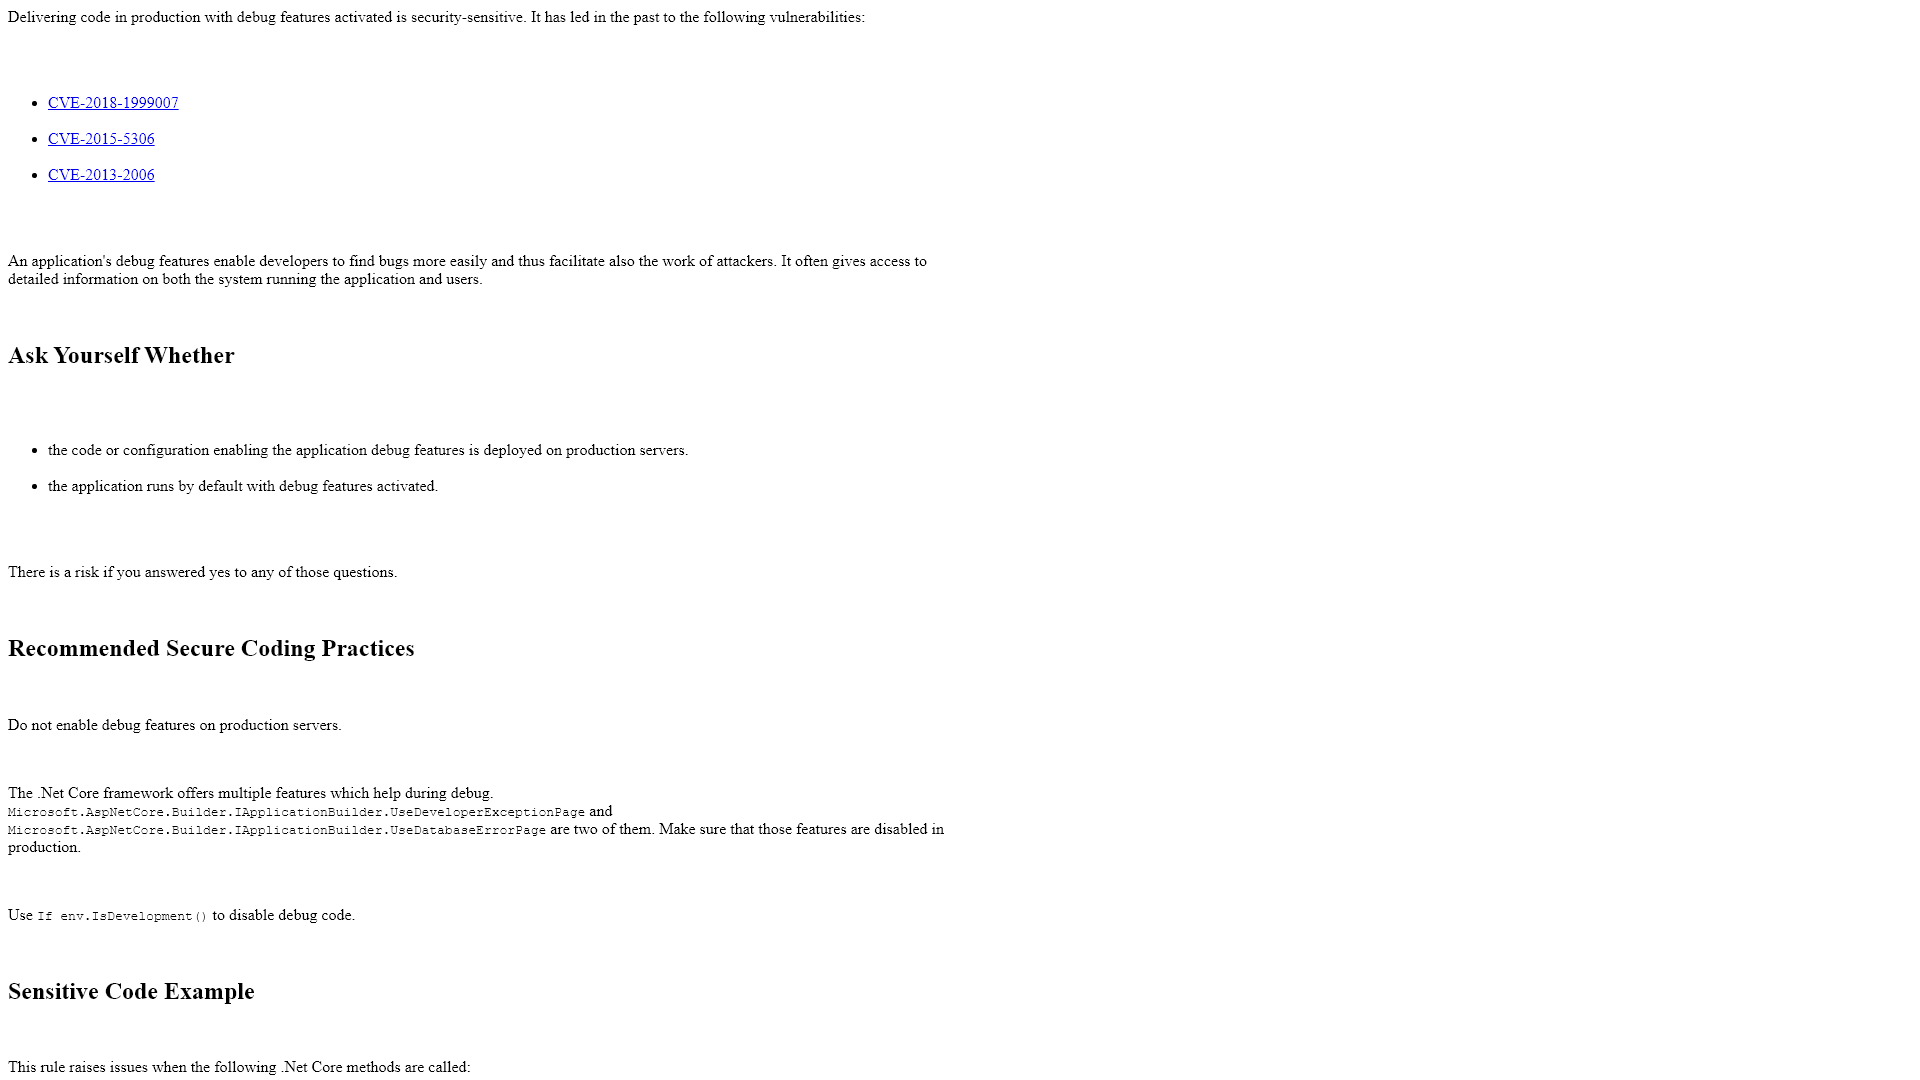 Delivering code in production with debug features activated is security-sensitive. It has led in the past to the following vulnerabilities:
• CVE-2018-1999007
• CVE-2015-5306
• CVE-2013-2006
An application's debug features enable developers to find bugs more easily and thus facilitate also the work of attackers. It often gives access to
detailed information on both the system running the application and users.
Ask Yourself Whether
• the code or configuration enabling the application debug features is deployed on production servers.
• the application runs by default with debug features activated.
There is a risk if you answered yes to any of those questions.
Recommended Secure Coding Practices
Do not enable debug features on production servers.
The .Net Core framework offers multiple features which help during debug.
Microsoft.AspNetCore.Builder.IApplicationBuilder.UseDeveloperExceptionPage and
Microsoft.AspNetCore.Builder.IApplicationBuilder.UseDatabaseErrorPage are two of them. Make sure that those features are disabled in
production.
Use If env.IsDevelopment() to disable debug code.
Sensitive Code Example
This rule raises issues when the following .Net Core methods are called: